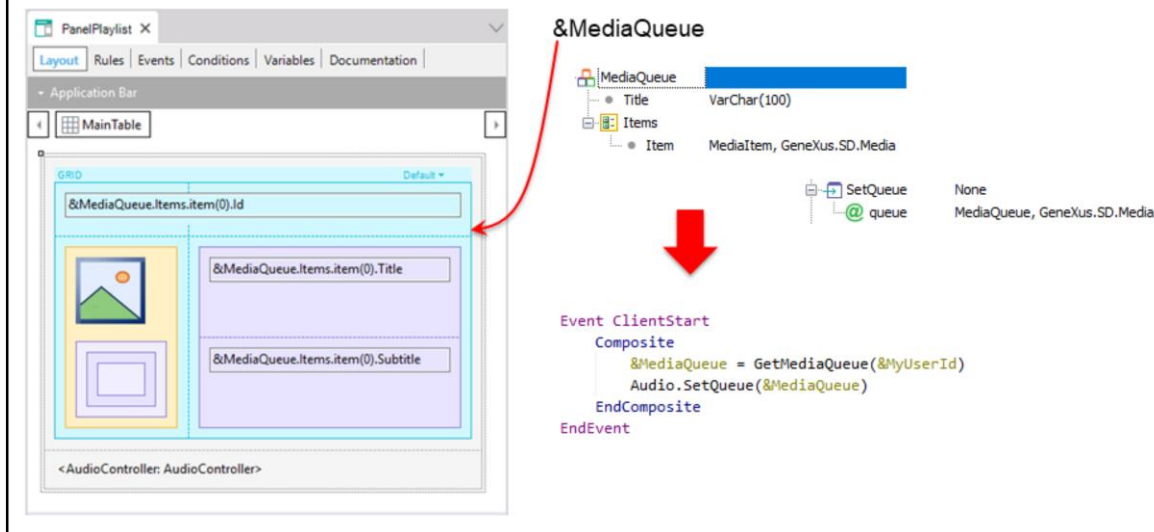 PanelPlaylist
Layout Rules Events Conditions Variables Documentation
Application Bar
MainTable
GRID Default
&MediaQueue.Items.item(0).Id
&MediaQueue.Items.item(0).Title
&MediaQueue.Items.item(0).Subtitle
<AudioController: AudioController>
&MediaQueue
MediaQueue
Title VarChar(100)
Items
Item MediaItem, GeneXus.SD.Media
SetQueue None
queue MediaQueue, GeneXus.SD.Media
Event ClientStart
Composite
&MediaQueue = GetMediaQueue(&MyUserId)
Audio.SetQueue(&MediaQueue)
EndComposite
EndEvent